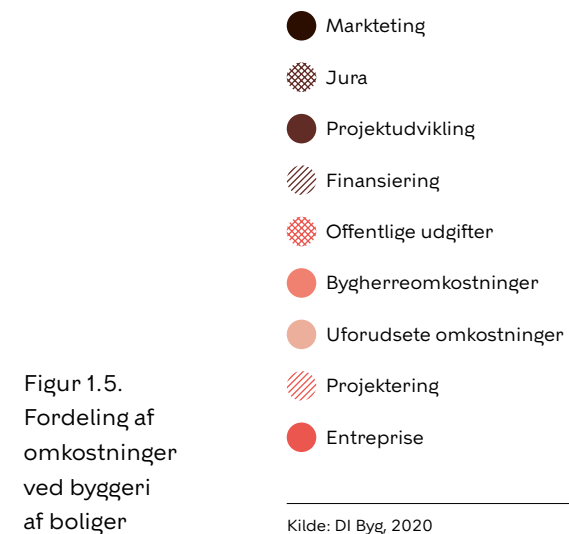 Markteting
Jura
Projektudvikling
Finansiering
Offentlige udgifter
Bygherreomkostninger
Uforudsete omkostninger
Projektering
Entreprise
Figur 1.5.
Fordeling af
omkostninger
ved byggeri
af boliger
Kilde: DI Byg, 2020